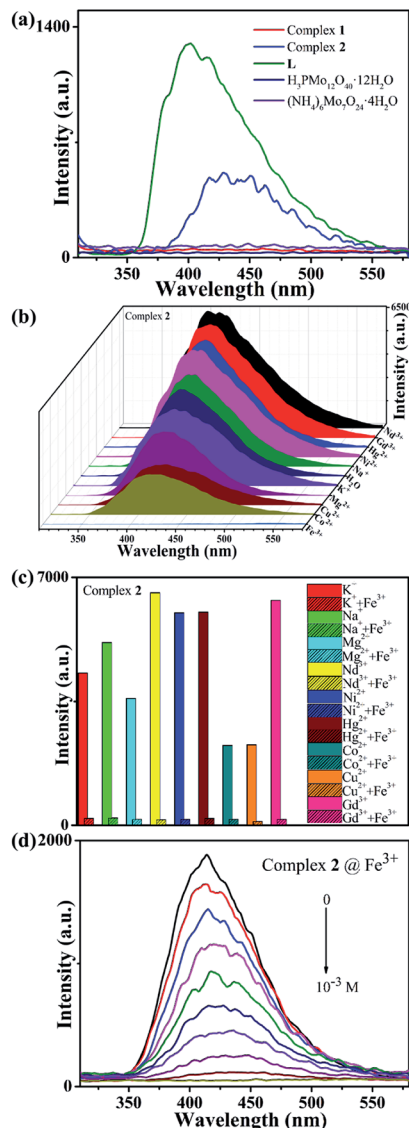 (a)
1400
Complex 1
Complex 2
L
H₃PMo₁₂O₄₀·12H₂O
(NH₄)₆Mo₇O₂₄·4H₂O
Intensity (a.u.)
0
350 400 450 500 550
Wavelength (nm)
(b)
Complex 2
6500
Intensity (a.u.)
Nd³⁺
Gd³⁺
Hg²⁺
Ni²⁺
Na⁺
H₂O
K⁺
Mg²⁺
Cu²⁺
Co²⁺
Fe³⁺
350 400 450 500 550
Wavelength (nm)
(c)
7000
Complex 2
K⁺
K⁺+Fe³⁺
Na⁺
Na⁺+Fe³⁺
Mg²⁺
Mg²⁺+Fe³⁺
Nd³⁺
Nd³⁺+Fe³⁺
Ni²⁺
Ni²⁺+Fe³⁺
Hg²⁺
Hg²⁺+Fe³⁺
Co²⁺
Co²⁺+Fe³⁺
Cu²⁺
Cu²⁺+Fe³⁺
Gd³⁺
Gd³⁺+Fe³⁺
Intensity (a.u.)
0
(d)
2000
Complex 2 @ Fe³⁺
0
10⁻³ M
Intensity (a.u.)
0
350 400 450 500 550
Wavelength (nm)